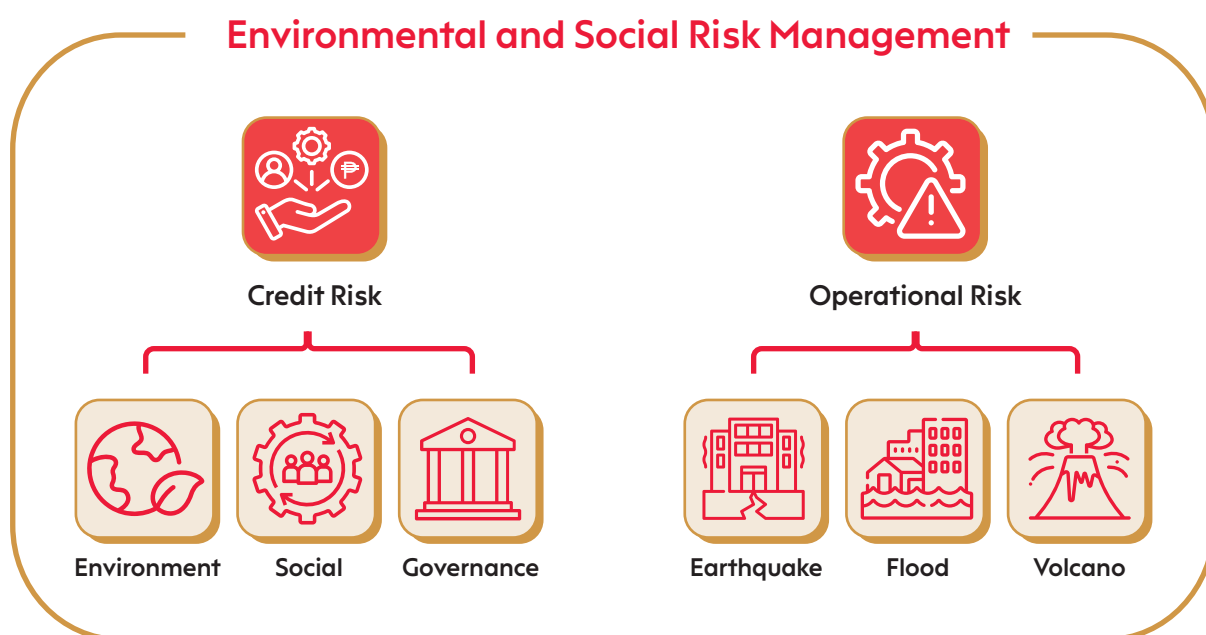 Environmental and Social Risk Management
₱
Credit Risk
Operational Risk
Environment
Social
Governance
Earthquake
Flood
Volcano